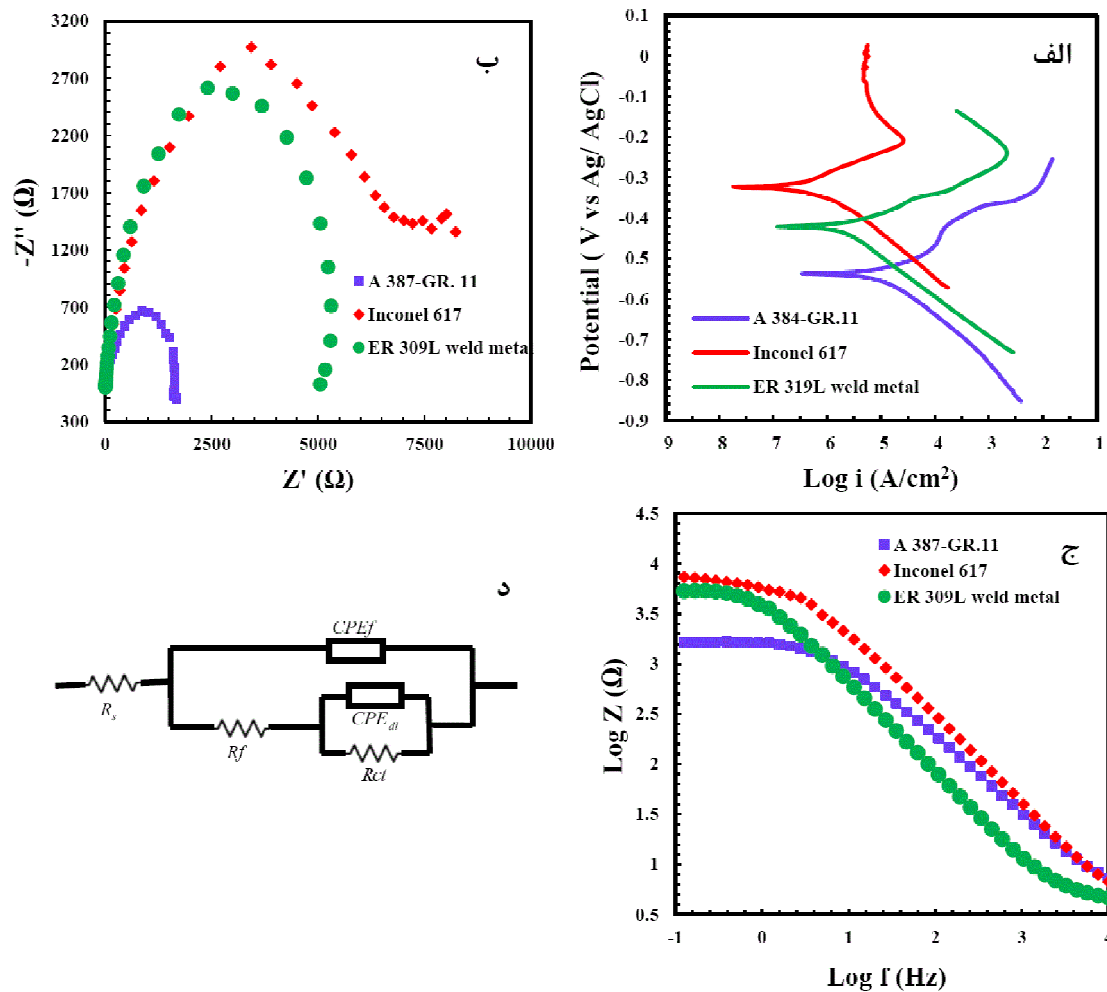 الف
0.1
0
-0.1
-0.2
-0.3
-0.4
-0.5
-0.6
-0.7
-0.8
-0.9
Potential ( V vs Ag/ AgCl)
A 384-GR.11
Inconel 617
ER 319L weld metal
9 8 7 6 5 4 3 2 1
Log i (A/cm²)
ب
3200
2700
2200
1700
1200
700
200
300
-Z'' (Ω)
A 387-GR. 11
Inconel 617
ER 309L weld metal
0 2500 5000 7500 10000
Z' (Ω)
ج
4.5
4
3.5
3
2.5
2
1.5
1
0.5
Log Z (Ω)
A 387-GR.11
Inconel 617
ER 309L weld metal
-1 0 1 2 3 4
Log f (Hz)
د
CPEf
Rs
CPEdl
Rf
Rct